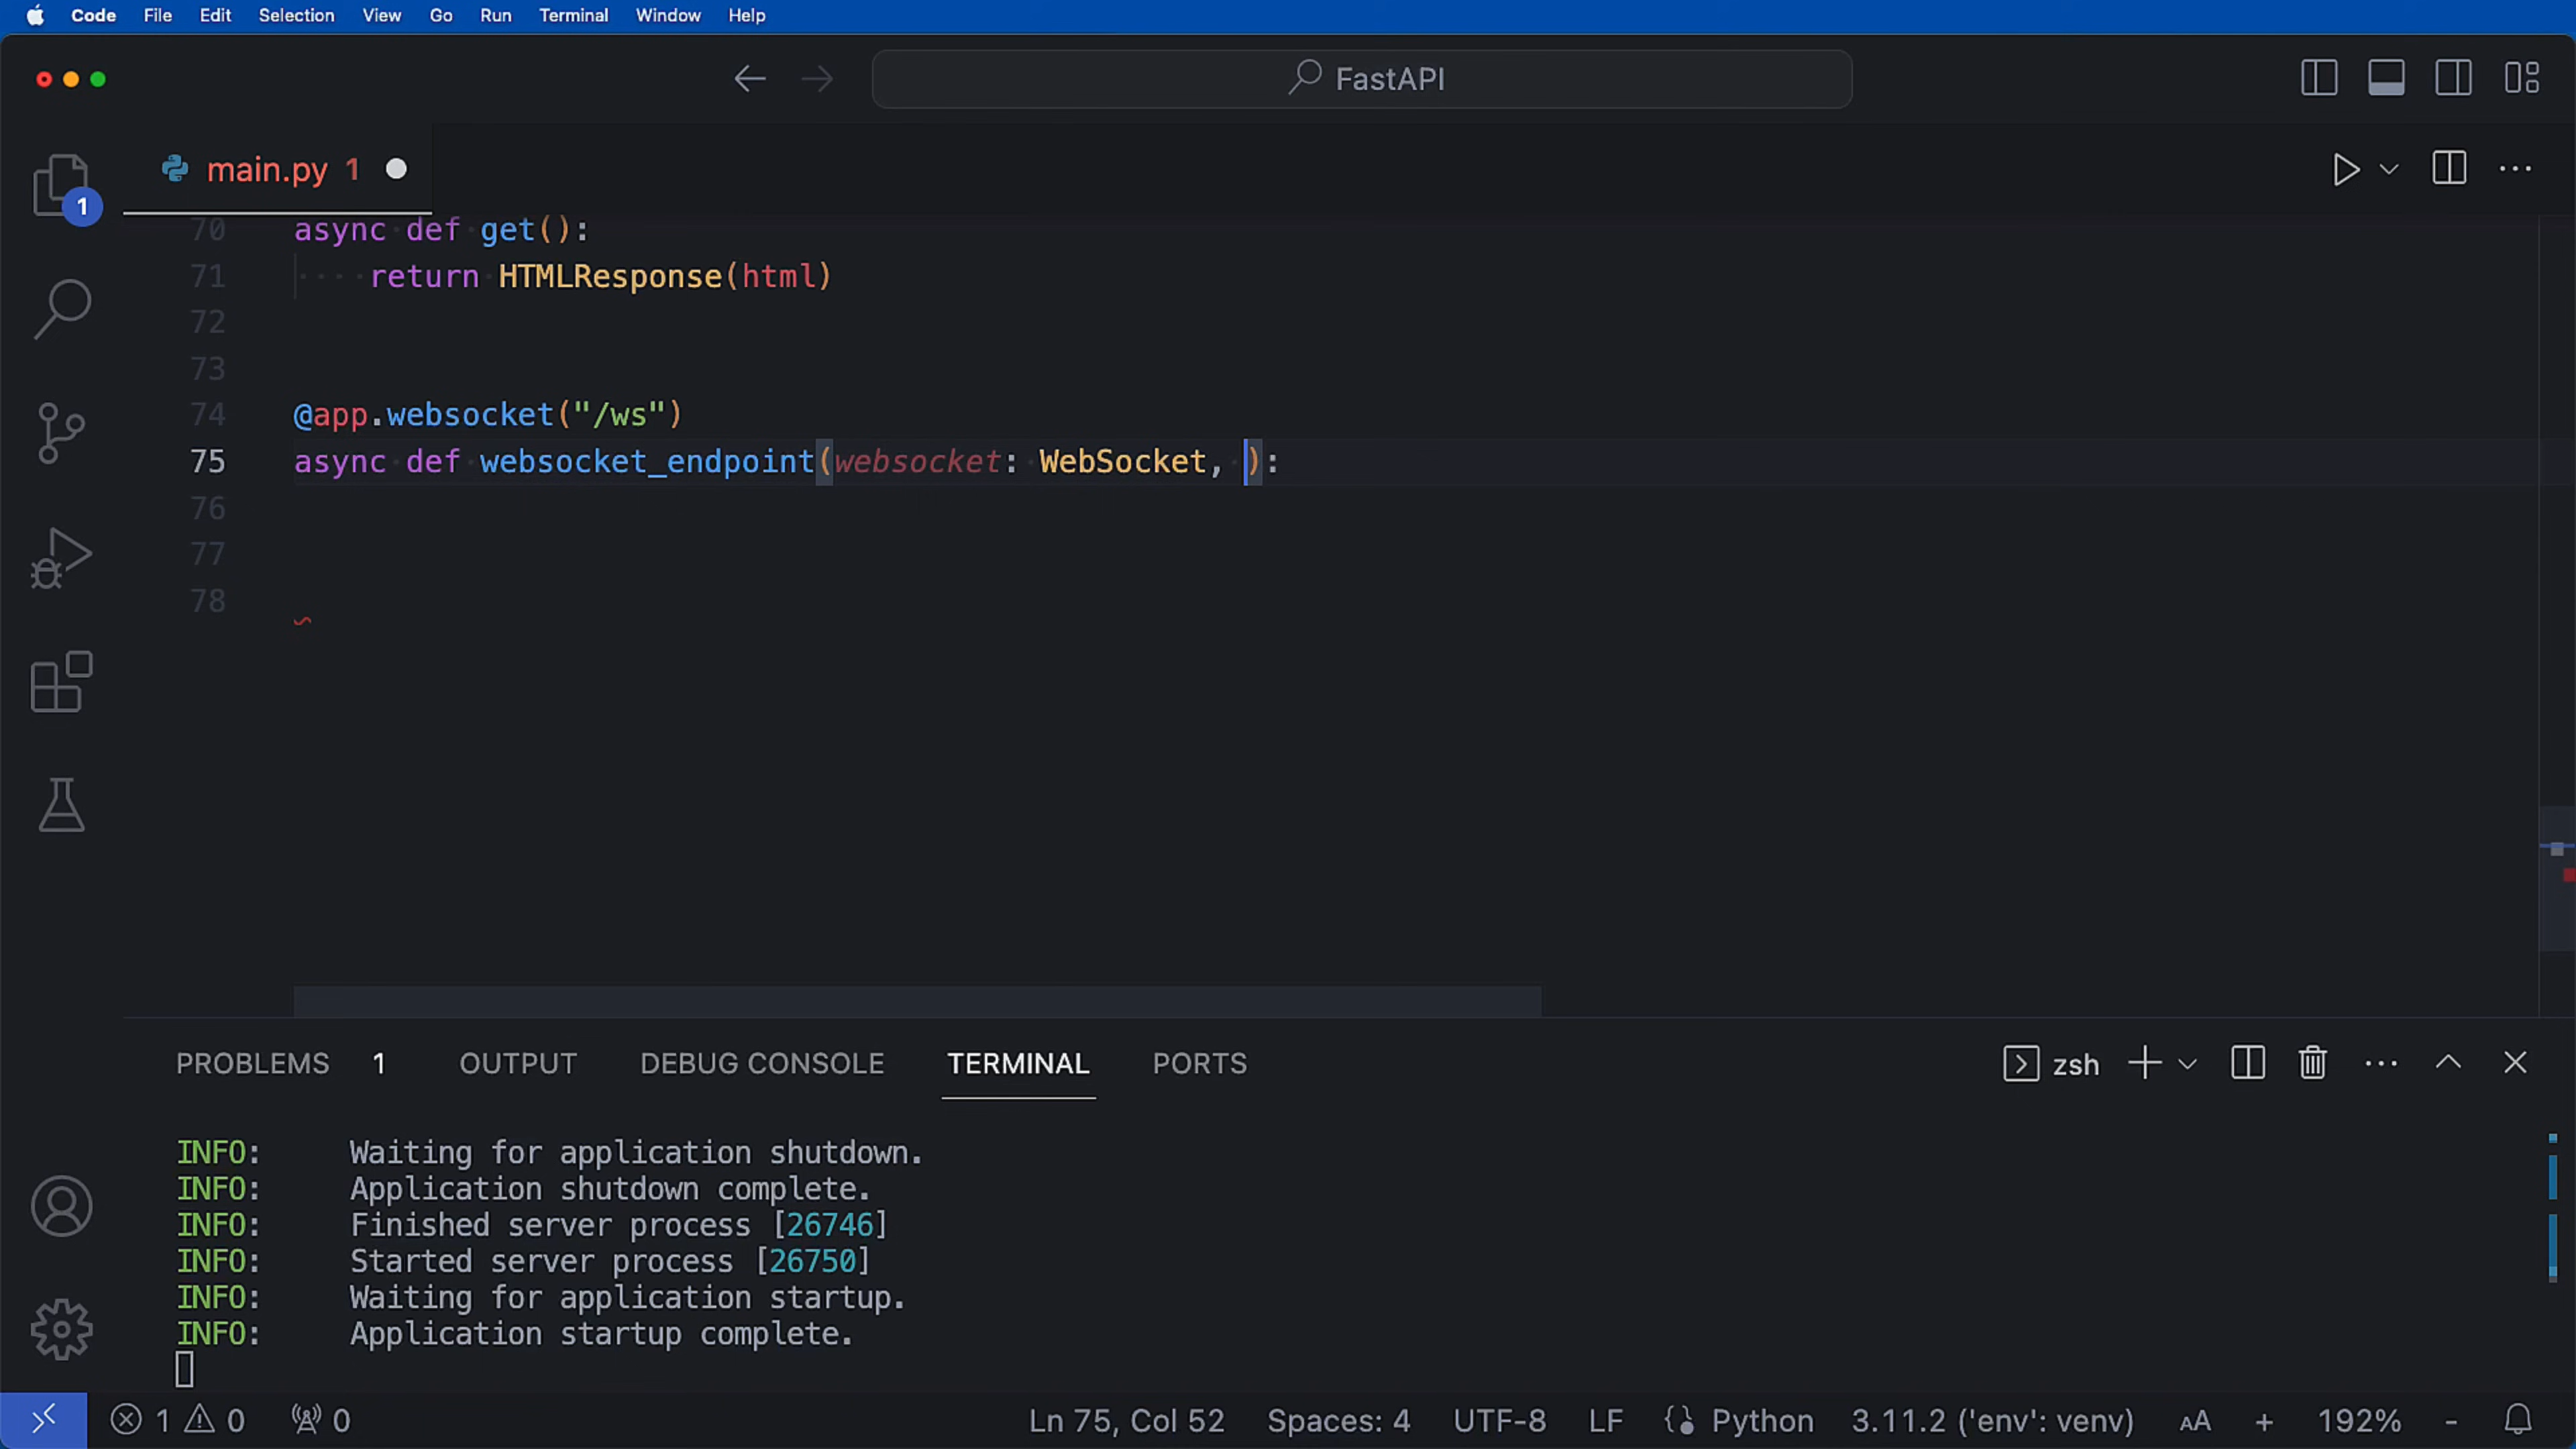 Code File Edit Selection View Go Run Terminal Window Help
FastAPI
main.py 1
1
70 async def get():
71 return HTMLResponse(html)
72
73
74 @app.websocket("/ws")
75 async def websocket_endpoint(websocket: WebSocket, ):
76
77
78
PROBLEMS 1 OUTPUT DEBUG CONSOLE TERMINAL PORTS zsh
INFO: Waiting for application shutdown.
INFO: Application shutdown complete.
INFO: Finished server process [26746]
INFO: Started server process [26750]
INFO: Waiting for application startup.
INFO: Application startup complete.
1 0 0 Ln 75, Col 52 Spaces: 4 UTF-8 LF Python 3.11.2 ('env': venv) AA + 192% -